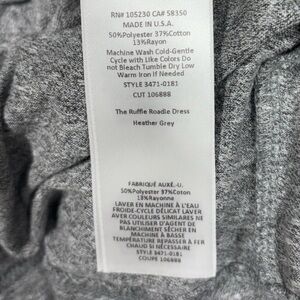 RN# 105230 CA# 58350
MADE IN U.S.A.
50%Polyester 37%Cotton
13%Rayon
Machine Wash Cold-Gentle
Cycle with Like Colors Do
not Bleach Tumble Dry Low
Warm Iron If Needed
STYLE 3471-0181
CUT 106888
The Ruffle Roadie Dress
Heather Grey
FABRIQUÉ AUXÉ.-U.
50%Polyester 37%Coton
13%Rayonne
LAVER EN MACHINE À L'EAU
FROIDE-CYCLE DÉLICAT LAVER
AVEC COULEURS SIMILAIRES NE
PAS UTILISER D'AGENT DE
BLANCHIMENT SÉCHER EN
MACHINE À BASSE
TEMPÉRATURE REPASSER À FER
CHAUD SI NÉCESSAIRE
STYLE 3471-0181
COUPE 106888